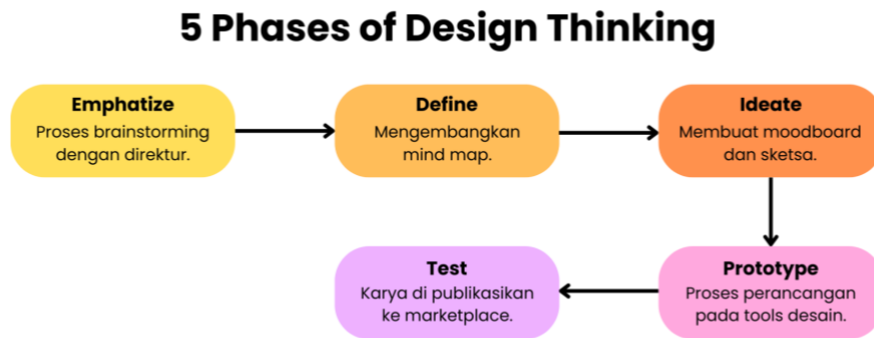 5 Phases of Design Thinking
Emphatize
Proses brainstorming
dengan direktur.
Define
Mengembangkan
mind map.
Ideate
Membuat moodboard
dan sketsa.
Prototype
Proses perancangan
pada tools desain.
Test
Karya di publikasikan
ke marketplace.